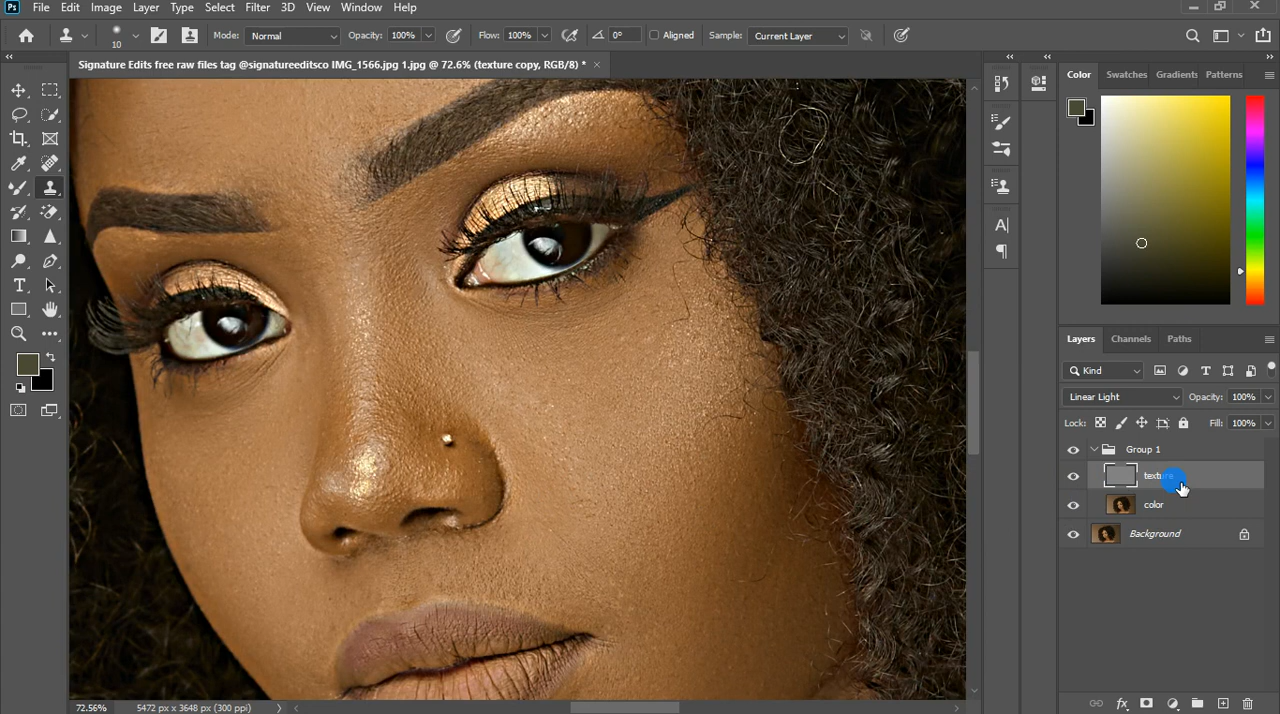 Ps File Edit Image Layer Type Select Filter 3D View Window Help
10 Mode: Normal Opacity: 100% Flow: 100% 0° Aligned Sample: Current Layer
Signature Edits free raw files tag @signatureeditsco IMG_1566.jpg 1.jpg @ 72.6% (texture copy, RGB/8) * ×
Color Swatches Gradients Patterns
Layers Channels Paths
Kind
Linear Light Opacity: 100%
Lock: Fill: 100%
Group 1
texture
color
Background
72.56% 5472 px x 3648 px (300 ppi)